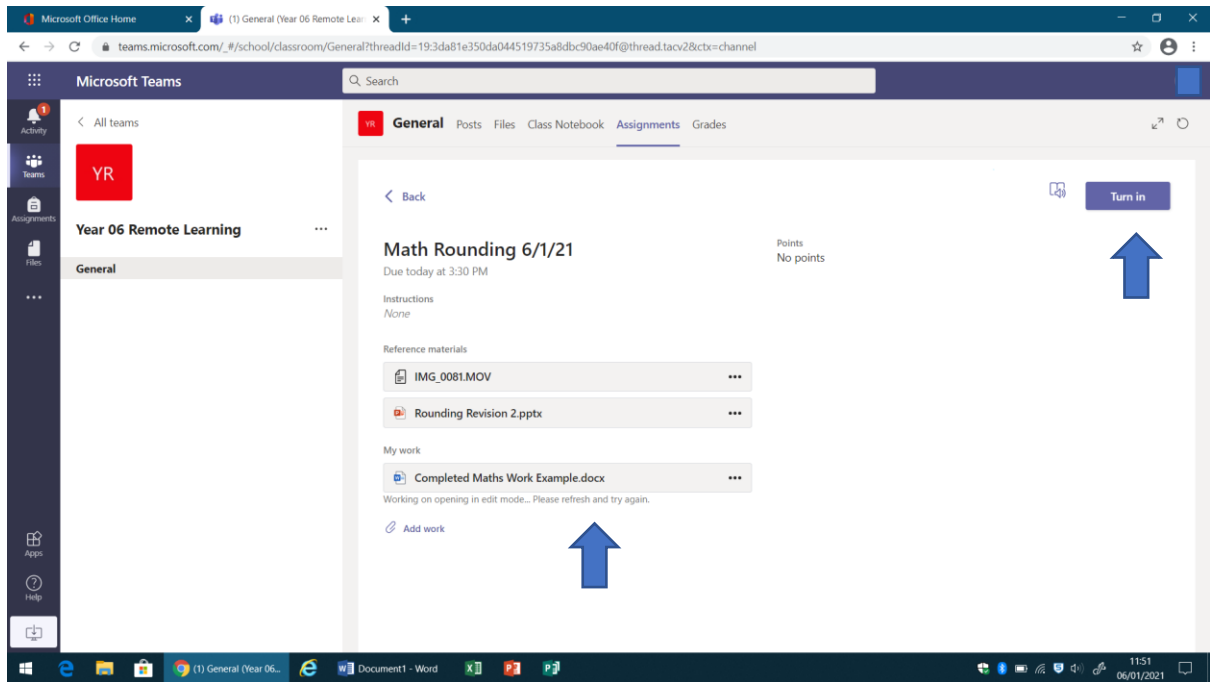 Microsoft Office Home
(1) General (Year 06 Remote Lear
teams.microsoft.com/_#/school/classroom/General?threadId=19:3da81e350da044519735a8dbc90ae40f@thread.tacv2&ctx=channel
Microsoft Teams
Search
1
Activity
Teams
Assignments
Files
Apps
Help
All teams
YR
Year 06 Remote Learning
General
YR General Posts Files Class Notebook Assignments Grades
Back
Turn in
Math Rounding 6/1/21
Due today at 3:30 PM
Points
No points
Instructions
None
Reference materials
IMG_0081.MOV
Rounding Revision 2.pptx
My work
Completed Maths Work Example.docx
Working on opening in edit mode... Please refresh and try again.
Add work
(1) General (Year 06...
Document1 - Word
11:51
06/01/2021